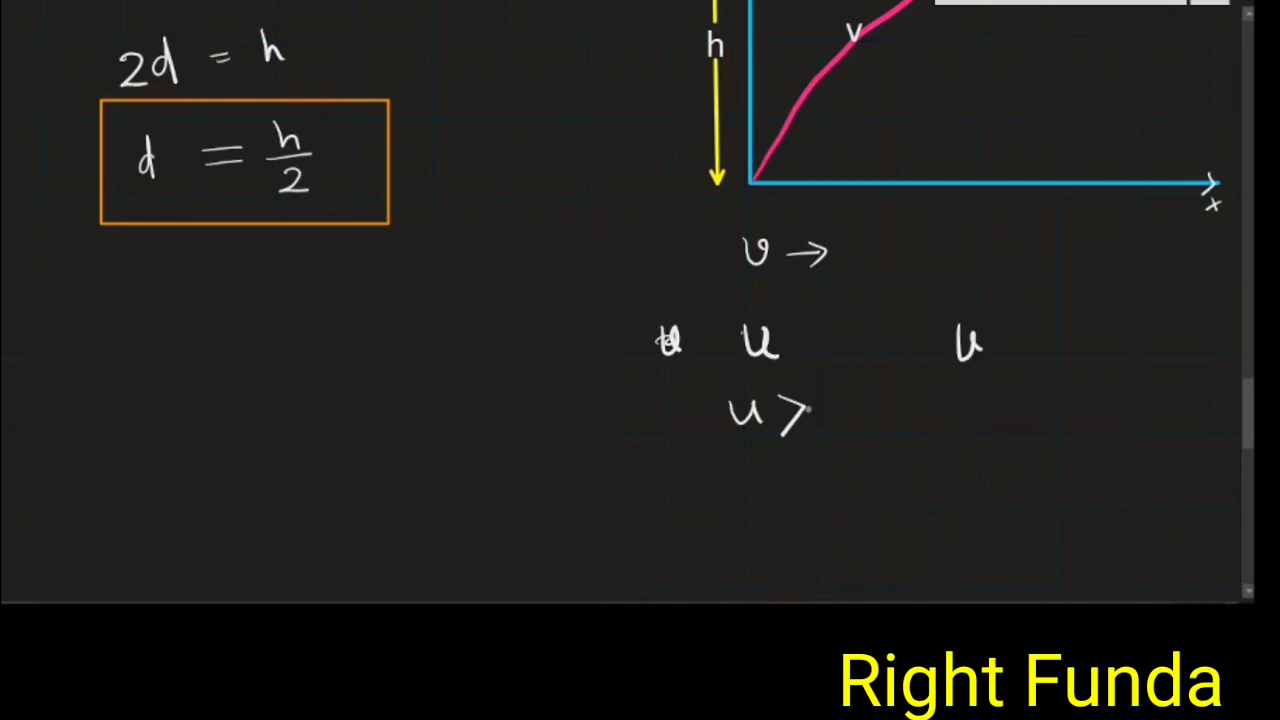 2d = h
d = h/2
h
v
x
v →
u u
u >
Right Funda